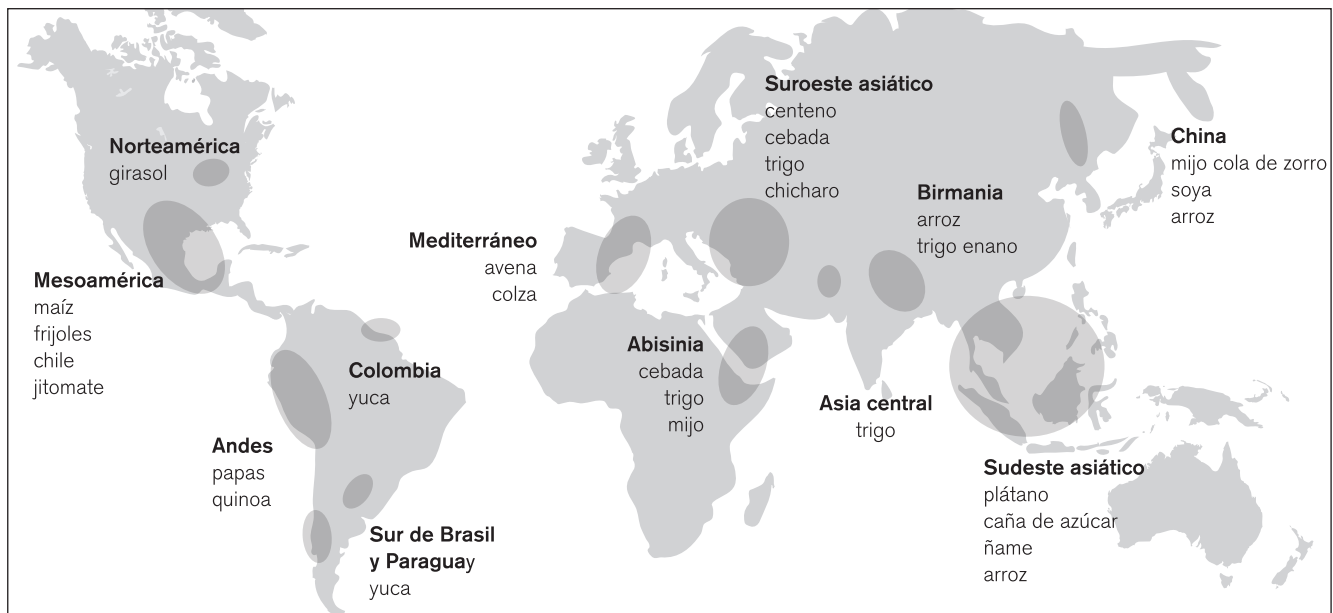 Norteamérica
girasol
Mesoamérica
maíz
frijoles
chile
jitomate
Colombia
yuca
Andes
papas
quinoa
Sur de Brasil
y Paraguay
yuca
Mediterráneo
avena
colza
Abisinia
cebada
trigo
mijo
Suroeste asiático
centeno
cebada
trigo
chicharo
Birmania
arroz
trigo enano
Asia central
trigo
China
mijo cola de zorro
soya
arroz
Sudeste asiático
plátano
caña de azúcar
ñame
arroz